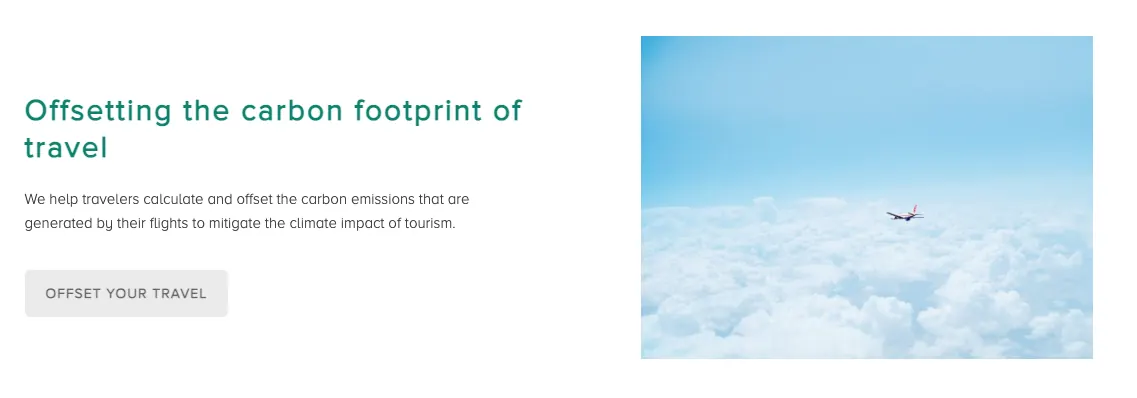 Offsetting the carbon footprint of
travel
We help travelers calculate and offset the carbon emissions that are
generated by their flights to mitigate the climate impact of tourism.
OFFSET YOUR TRAVEL